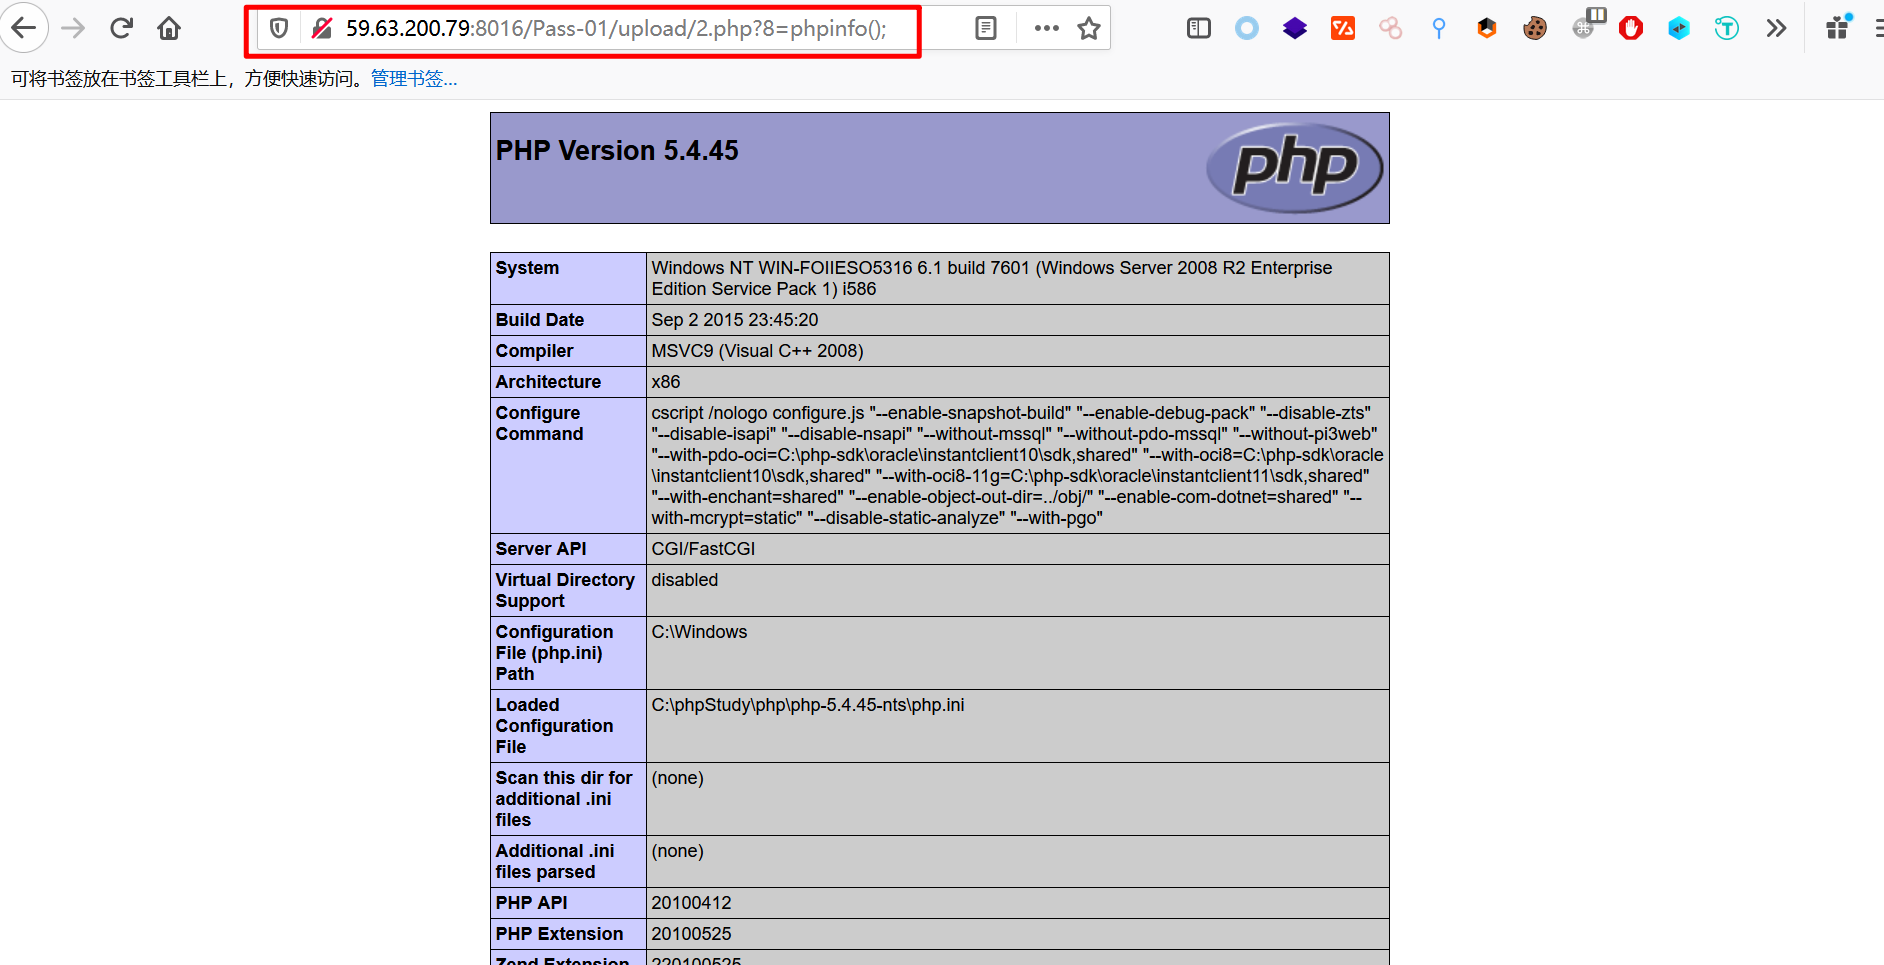 59.63.200.79:8016/Pass-01/upload/2.php?8=phpinfo();
可将书签放在书签工具栏上，方便快速访问。管理书签...
PHP Version 5.4.45
php
System
Windows NT WIN-FOIIESO5316 6.1 build 7601 (Windows Server 2008 R2 Enterprise
Edition Service Pack 1) i586
Build Date
Sep 2 2015 23:45:20
Compiler
MSVC9 (Visual C++ 2008)
Architecture
x86
Configure
Command
cscript /nologo configure.js "--enable-snapshot-build" "--enable-debug-pack" "--disable-zts"
"--disable-isapi" "--disable-nsapi" "--without-mssql" "--without-pdo-mssql" "--without-pi3web"
"--with-pdo-oci=C:\php-sdk\oracle\instantclient10\sdk,shared" "--with-oci8=C:\php-sdk\oracle
\instantclient10\sdk,shared" "--with-oci8-11g=C:\php-sdk\oracle\instantclient11\sdk,shared"
"--with-enchant=shared" "--enable-object-out-dir=../obj/" "--enable-com-dotnet=shared" "--
with-mcrypt=static" "--disable-static-analyze" "--with-pgo"
Server API
CGI/FastCGI
Virtual Directory
Support
disabled
Configuration
File (php.ini)
Path
C:\Windows
Loaded
Configuration
File
C:\phpStudy\php\php-5.4.45-nts\php.ini
Scan this dir for
additional .ini
files
(none)
Additional .ini
files parsed
(none)
PHP API
20100412
PHP Extension
20100525
Zend Extension
220100525